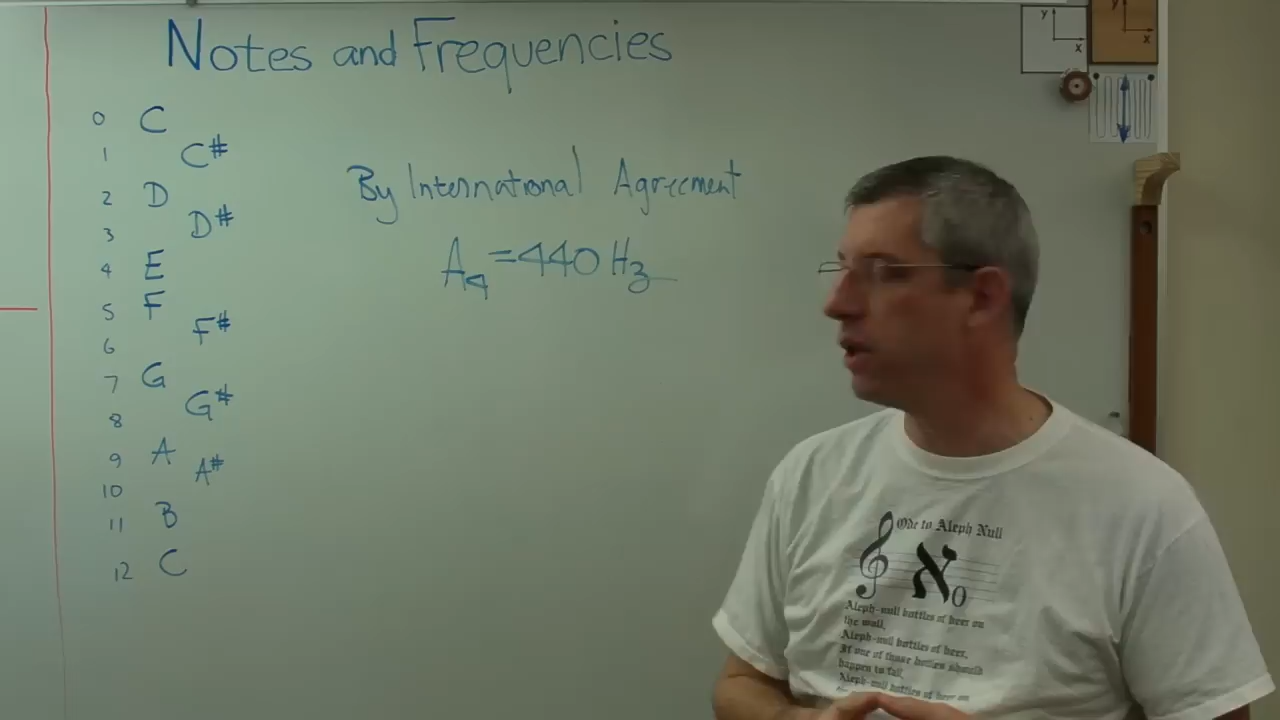 Notes and Frequencies
0 C
1 C#
2 D
3 D#
4 E
5 F
6 F#
7 G
8 G#
9 A
10 A#
11 B
12 C
By International Agreement
A4 = 440 Hz
y
x
y
x
Ode to Aleph Null
ℵ0
Aleph-null bottles of beer on
the wall,
Aleph-null bottles of beer,
If one of those bottles should
happen to fall,
Aleph-null bottles of beer on